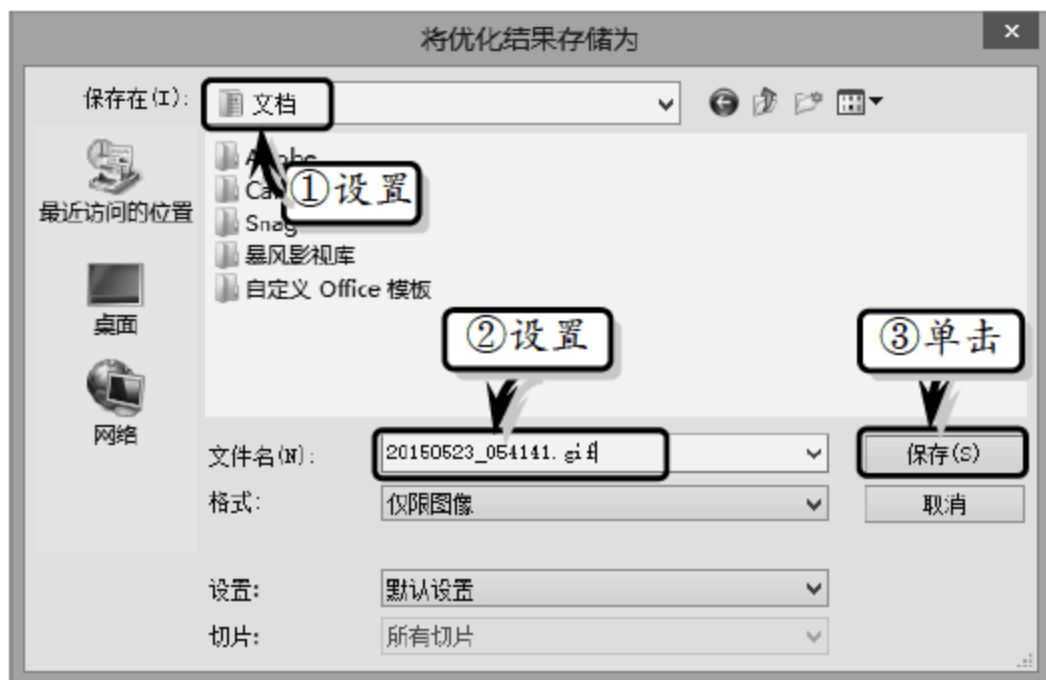 将优化结果存储为
保存在(I):
文档
①设置
最近访问的位置
Snag
暴风影视库
自定义 Office 模板
桌面
②设置
③单击
网络
文件名(N):
20150523_054141.gif
保存(S)
格式:
仅限图像
取消
设置:
默认设置
切片:
所有切片